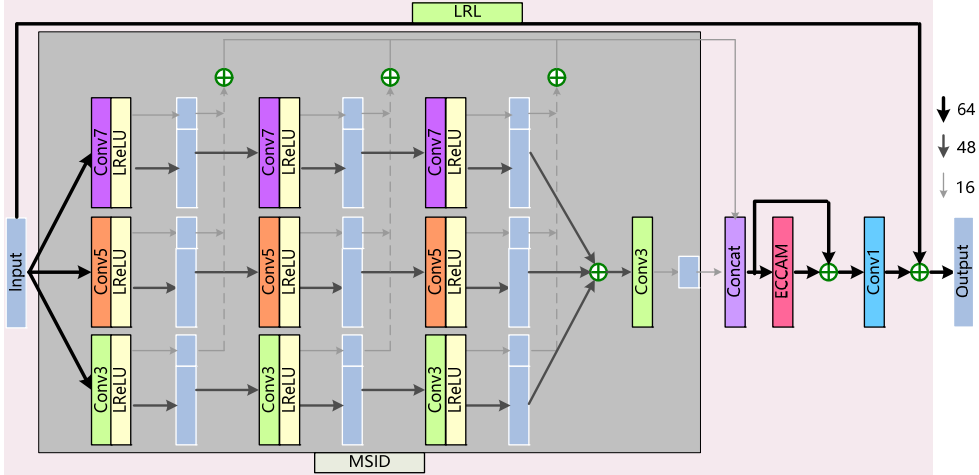 LRL
Conv7
LReLU
Conv7
LReLU
Conv7
LReLU
64
48
16
Input
Conv5
LReLU
Conv5
LReLU
Conv5
LReLU
Conv3
Concat
ECCAM
Conv1
Output
Conv3
LReLU
Conv3
LReLU
Conv3
LReLU
MSID